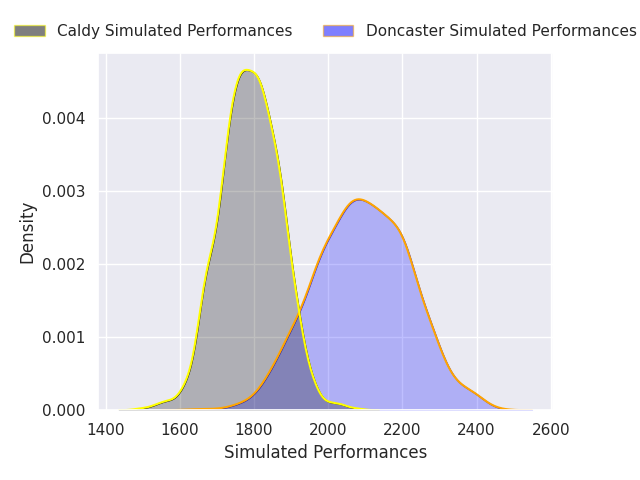 Caldy Simulated Performances Doncaster Simulated Performances
0.004
0.003
0.002
0.001
0.000
Density
1400 1600 1800 2000 2200 2400 2600
Simulated Performances